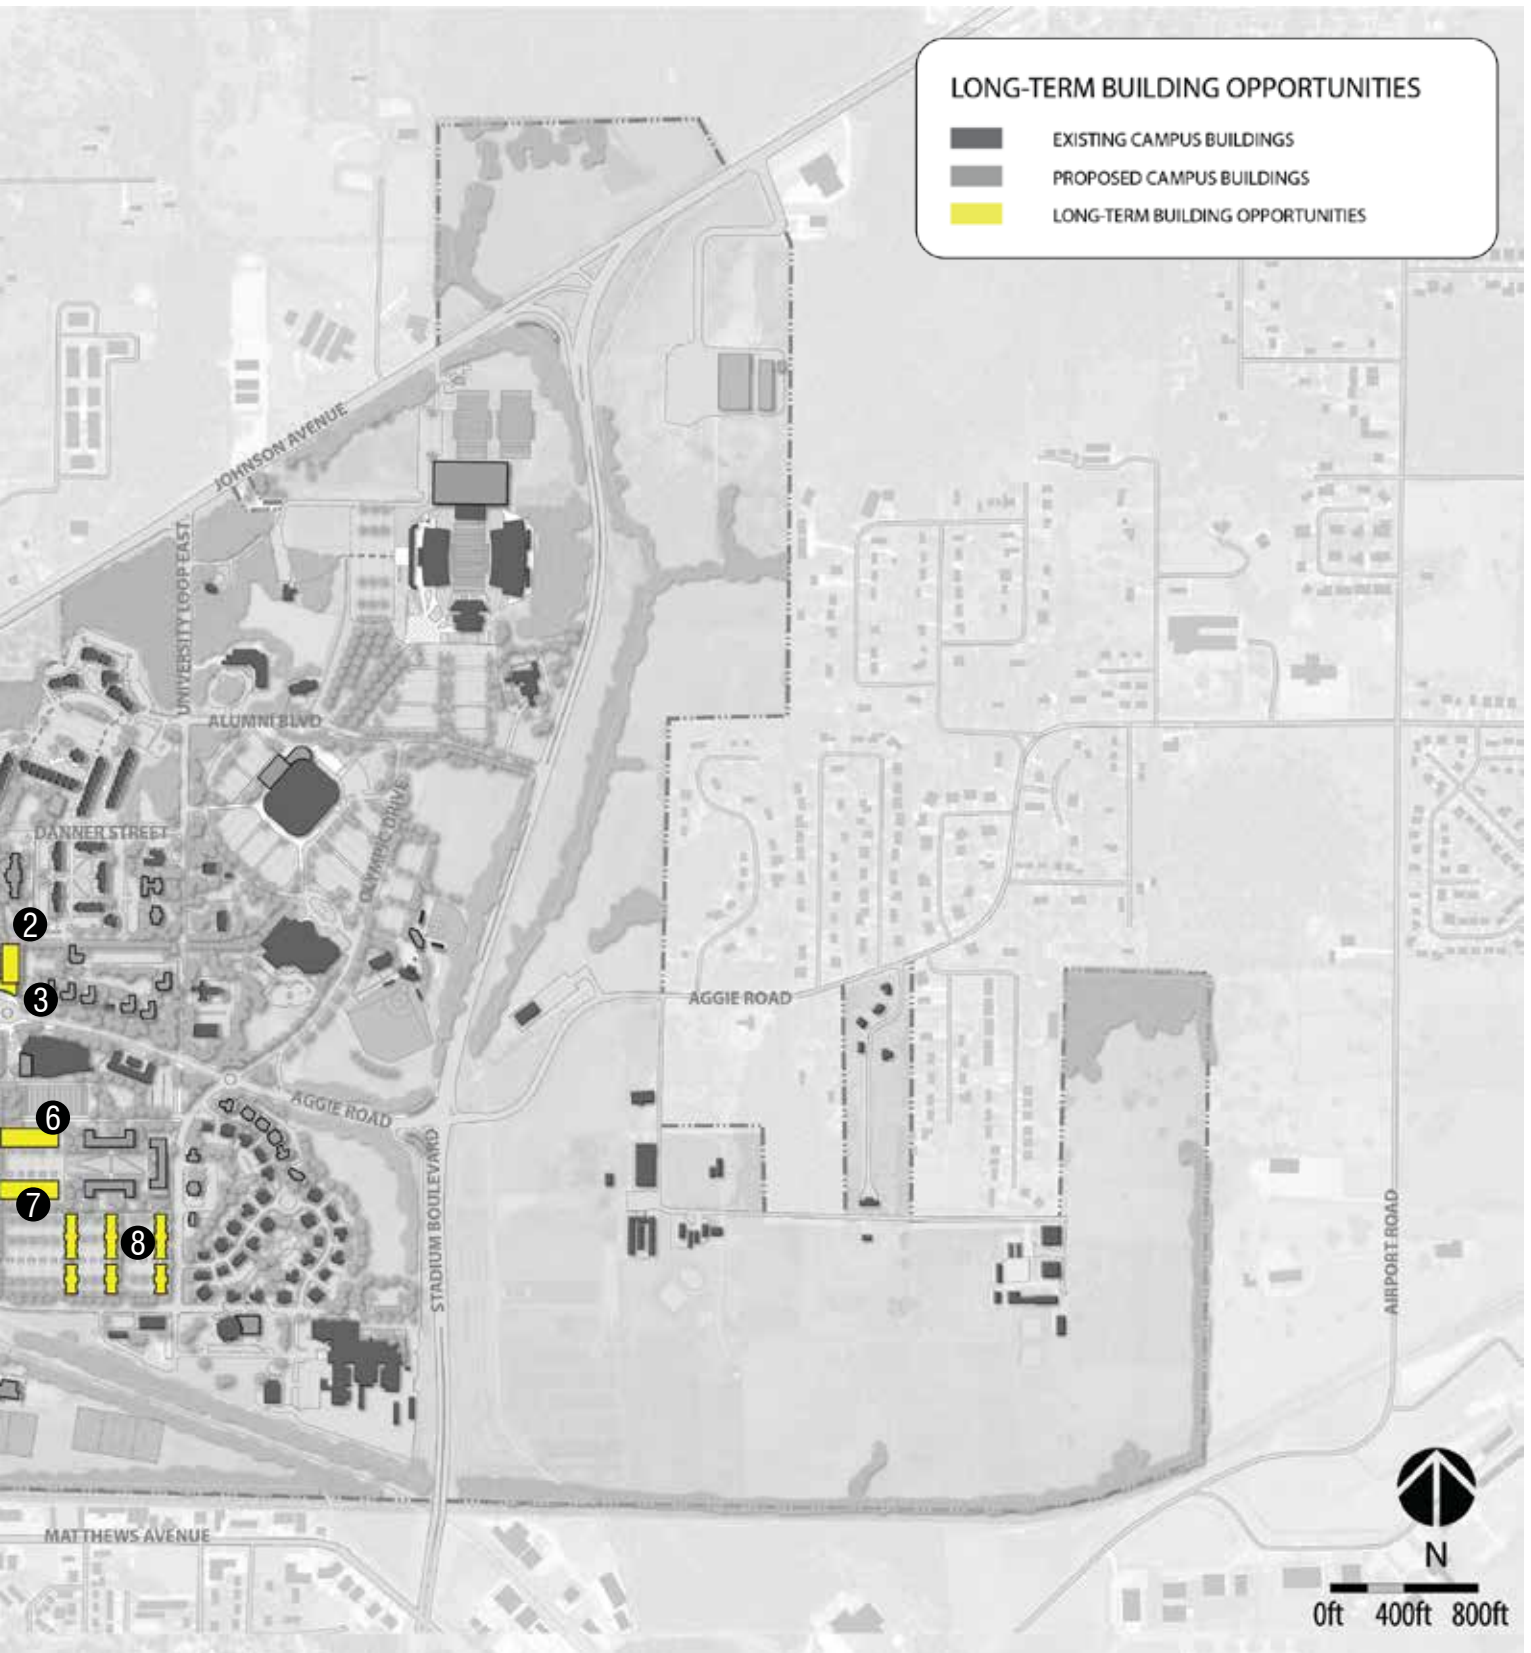 LONG-TERM BUILDING OPPORTUNITIES
EXISTING CAMPUS BUILDINGS
PROPOSED CAMPUS BUILDINGS
LONG-TERM BUILDING OPPORTUNITIES
JOHNSON AVENUE
UNIVERSITY LOOP EAST
ALUMNI BLVD
OLYMPIC DRIVE
DANNER STREET
2
3
AGGIE ROAD
6
AGGIE ROAD
7
8
STADIUM BOULEVARD
AIRPORT ROAD
MATTHEWS AVENUE
N
0ft 400ft 800ft